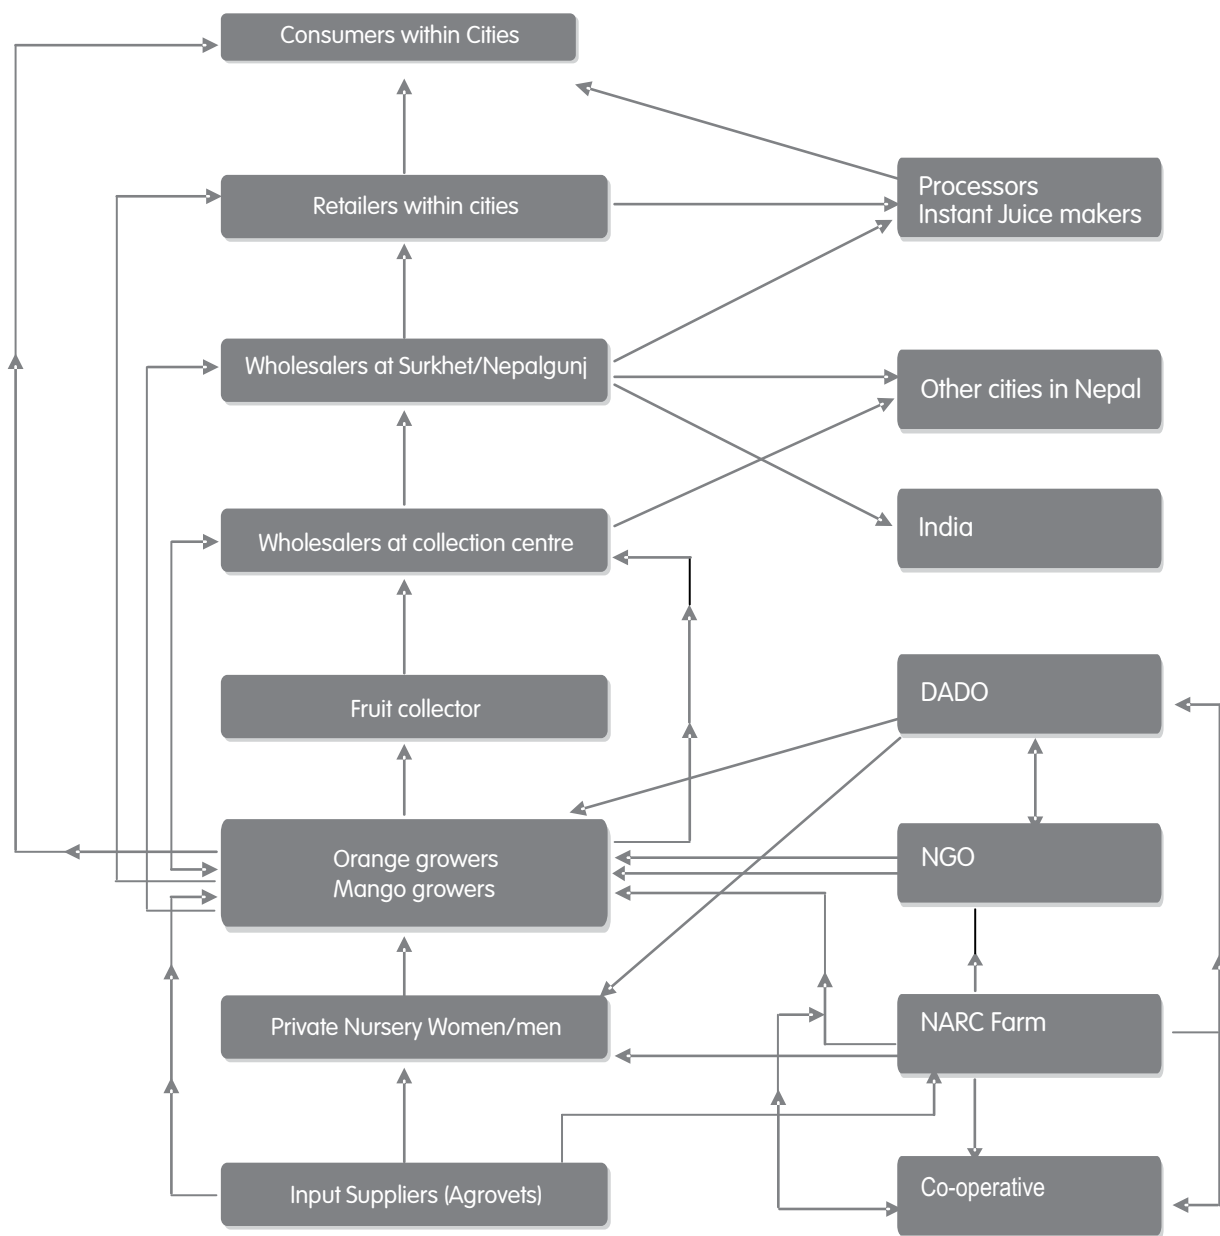 Consumers within Cities
Retailers within cities
Processors
Instant Juice makers
Wholesalers at Surkhet/Nepalgunj
Other cities in Nepal
Wholesalers at collection centre
India
Fruit collector
DADO
Orange growers
Mango growers
NGO
Private Nursery Women/men
NARC Farm
Input Suppliers (Agrovets)
Co-operative